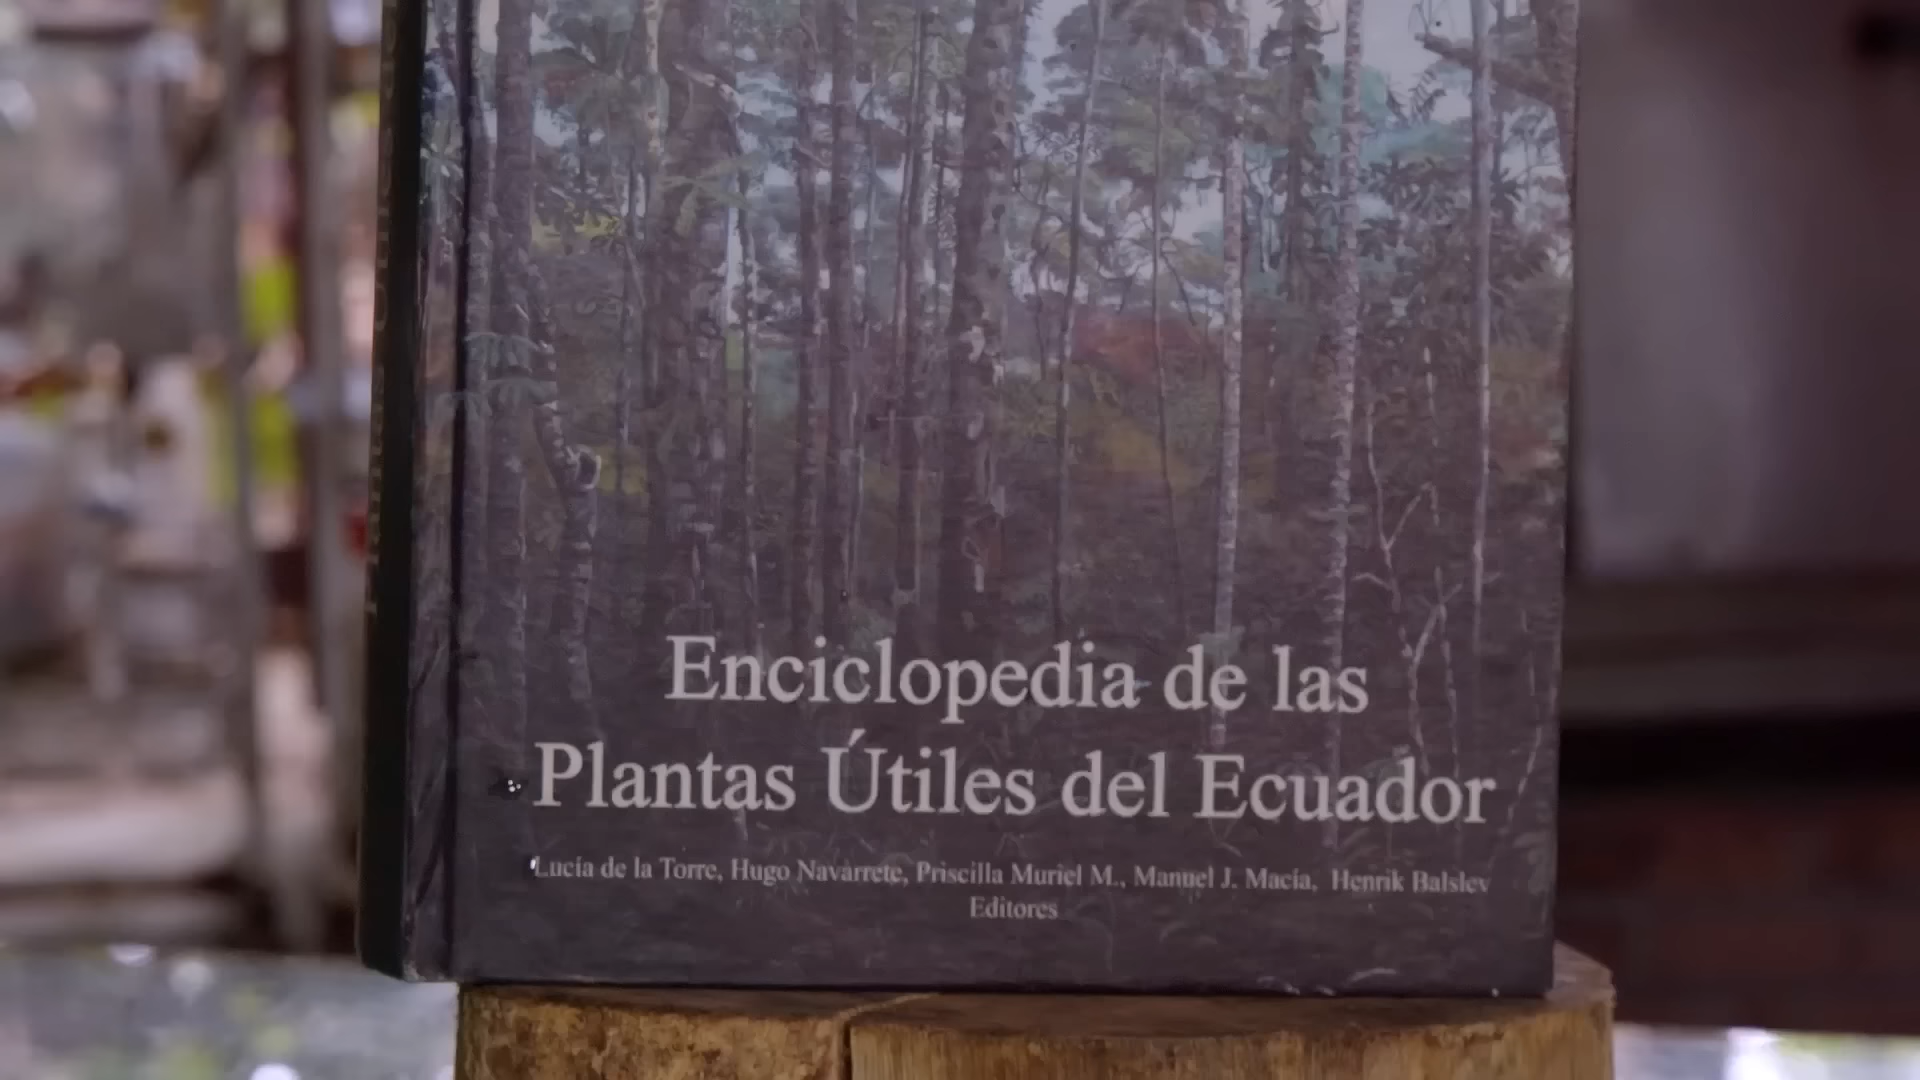 Enciclopedia de las
Plantas Útiles del Ecuador
Lucía de la Torre, Hugo Navarrete, Priscilla Muriel M., Manuel J. Macía, Henrik Balslev
Editores